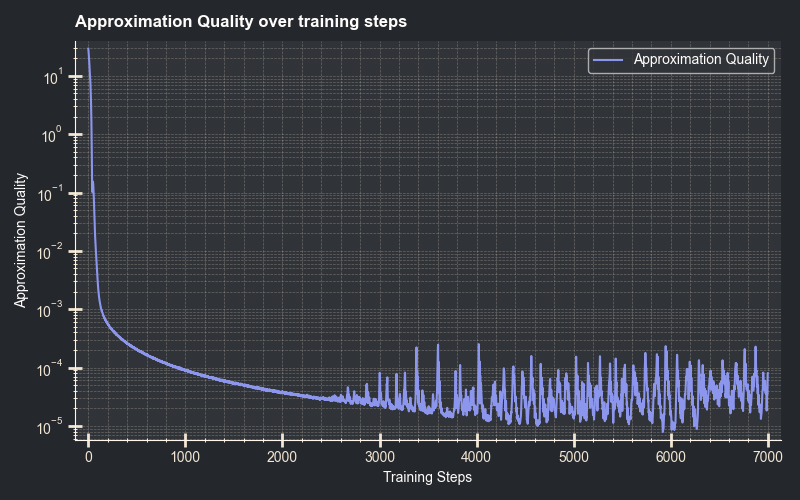 Approximation Quality over training steps
Approximation Quality
10^1
10^0
10^-1
10^-2
10^-3
10^-4
10^-5
Approximation Quality
0 1000 2000 3000 4000 5000 6000 7000
Training Steps